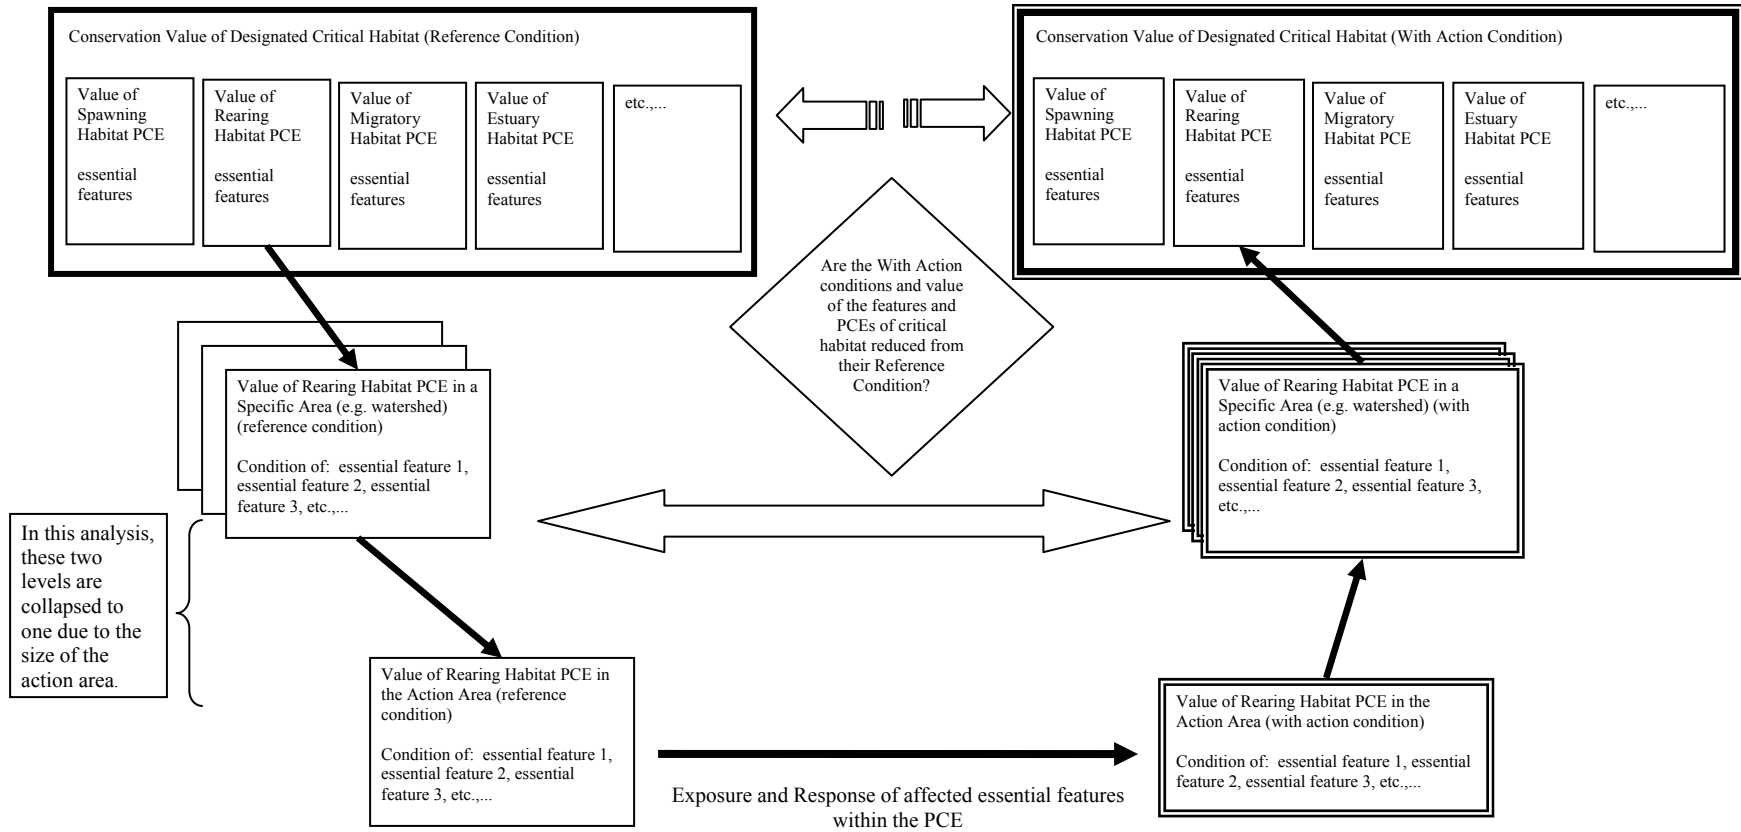 Conservation Value of Designated Critical Habitat (Reference Condition)
Value of
Spawning
Habitat PCE
essential
features
Value of
Rearing
Habitat PCE
essential
features
Value of
Migratory
Habitat PCE
essential
features
Value of
Estuary
Habitat PCE
essential
features
etc.,...
Conservation Value of Designated Critical Habitat (With Action Condition)
Value of
Spawning
Habitat PCE
essential
features
Value of
Rearing
Habitat PCE
essential
features
Value of
Migratory
Habitat PCE
essential
features
Value of
Estuary
Habitat PCE
essential
features
etc.,...
Are the With Action
conditions and value
of the features and
PCEs of critical
habitat reduced from
their Reference
Condition?
Value of Rearing Habitat PCE in a
Specific Area (e.g. watershed)
(reference condition)
Condition of:  essential feature 1,
essential feature 2, essential
feature 3, etc.,...
Value of Rearing Habitat PCE in a
Specific Area (e.g. watershed) (with
action condition)
Condition of:  essential feature 1,
essential feature 2, essential feature 3,
etc.,...
In this analysis,
these two
levels are
collapsed to
one due to the
size of the
action area.
Value of Rearing Habitat PCE in
the Action Area (reference
condition)
Condition of:  essential feature 1,
essential feature 2, essential
feature 3, etc.,...
Exposure and Response of affected essential features
within the PCE
Value of Rearing Habitat PCE in the
Action Area (with action condition)
Condition of:  essential feature 1, essential
feature 2, essential feature 3, etc.,...